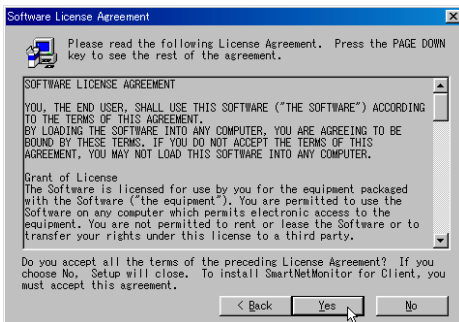 Software License Agreement
Please read the following License Agreement. Press the PAGE DOWN
key to see the rest of the agreement.
SOFTWARE LICENSE AGREEMENT
YOU, THE END USER, SHALL USE THIS SOFTWARE ("THE SOFTWARE") ACCORDING
TO THE TERMS OF THIS AGREEMENT.
BY LOADING THE SOFTWARE INTO ANY COMPUTER, YOU ARE AGREEING TO BE
BOUND BY THESE TERMS. IF YOU DO NOT ACCEPT THE TERMS OF THIS
AGREEMENT, YOU MAY NOT LOAD THIS SOFTWARE INTO ANY COMPUTER.
Grant of License
The Software is licensed for use by you for the equipment packaged
with the Software ("the equipment"). You are permitted to use the
Software on any computer which permits electronic access to the
equipment. You are not permitted to rent or lease the Software or to
transfer your rights under this license to a third party.
Do you accept all the terms of the preceding License Agreement? If you
choose No, Setup will close. To install SmartNetMonitor for Client, you
must accept this agreement.
< Back Yes No